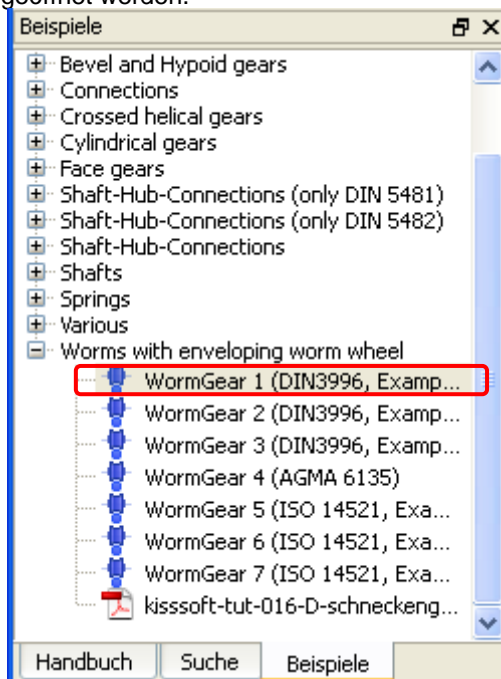 geöffnet werden.
Beispiele
Bevel and Hypoid gears
Connections
Crossed helical gears
Cylindrical gears
Face gears
Shaft-Hub-Connections (only DIN 5481)
Shaft-Hub-Connections (only DIN 5482)
Shaft-Hub-Connections
Shafts
Springs
Various
Worms with enveloping worm wheel
WormGear 1 (DIN3996, Examp...
WormGear 2 (DIN3996, Examp...
WormGear 3 (DIN3996, Examp...
WormGear 4 (AGMA 6135)
WormGear 5 (ISO 14521, Exa...
WormGear 6 (ISO 14521, Exa...
WormGear 7 (ISO 14521, Exa...
kisssoft-tut-016-D-schneckeng...
Handbuch Suche Beispiele